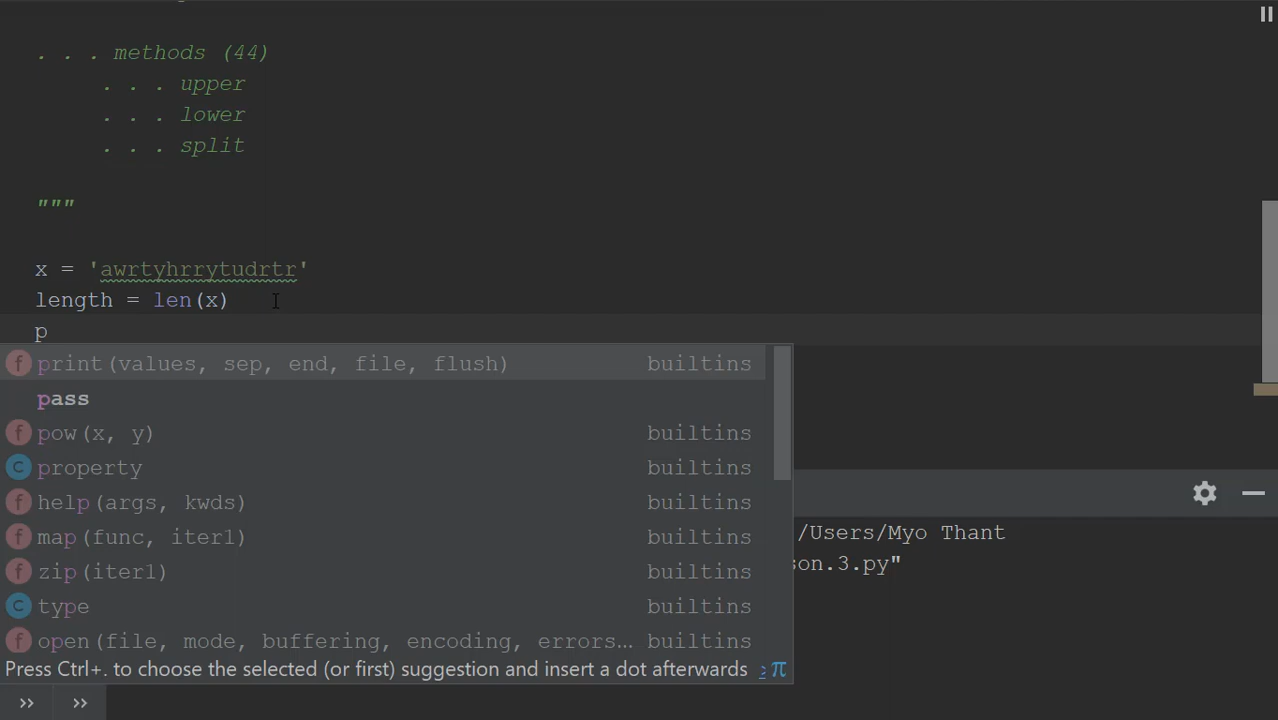 . . . methods (44)
. . . upper
. . . lower
. . . split
"""
x = 'awrtyhrrytudrtr'
length = len(x)
p
print(values, sep, end, file, flush) builtins
pass
pow(x, y) builtins
property builtins
help(args, kwds) builtins
map(func, iter1) builtins
zip(iter1) builtins
type builtins
open(file, mode, buffering, encoding, errors… builtins
Press Ctrl+. to choose the selected (or first) suggestion and insert a dot afterwards
/Users/Myo Thant
son.3.py"